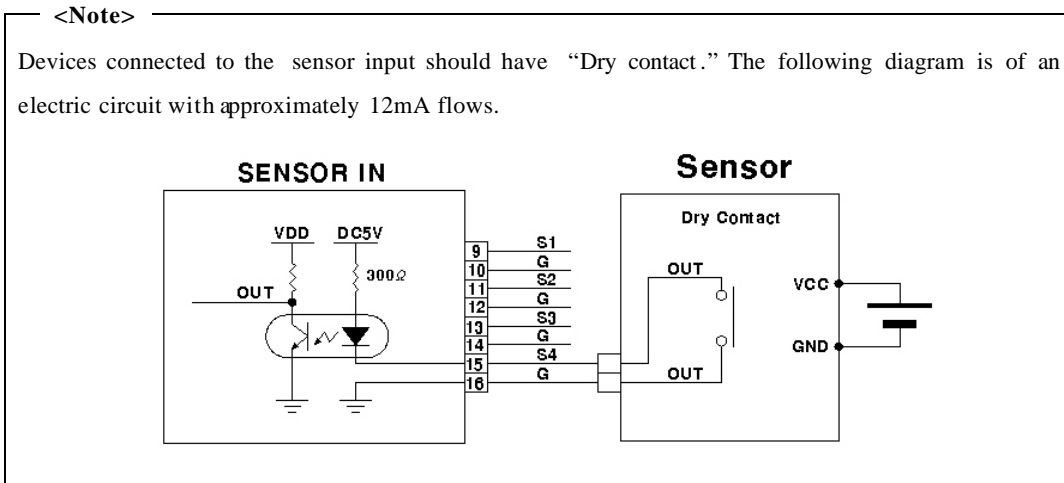 <Note>
Devices connected to the sensor input should have “Dry contact.” The following diagram is of an
electric circuit with approximately 12mA flows.
SENSOR IN
Sensor
Dry Contact
VDD DC5V
300Ω
OUT
9 S1
10 G
11 S2
12 G
13 S3
14 G
15 S4
16 G
OUT
OUT
VCC
GND